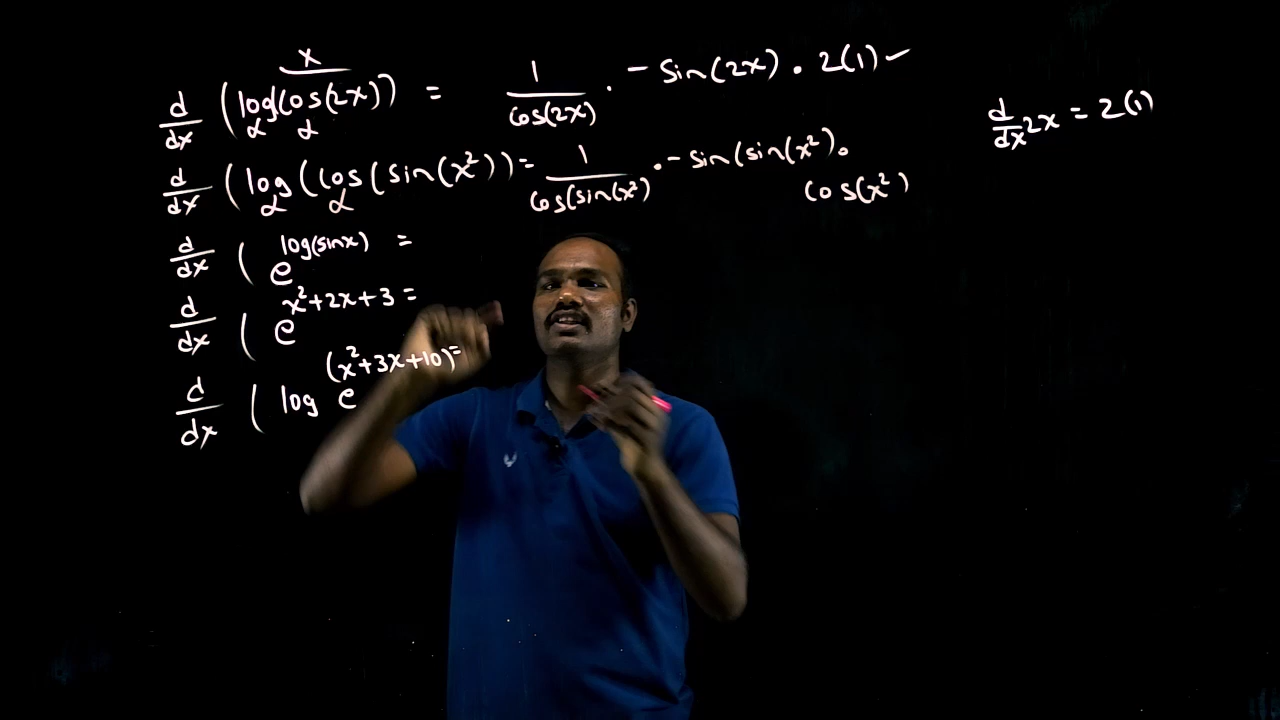 x
d/dx (log(cos(2x)) = 1/cos(2x) . - sin(2x) . 2(1)
α α
d/dx 2x = 2(1)
d/dx (log(cos(sin(x²)) = 1/cos(sin(x²) . - sin(sin(x²) .
α α
cos(x²)
d/dx ( e^log(sinx) =
d/dx ( e^x²+2x+3 =
d/dx ( log e^(x²+3x+10) =